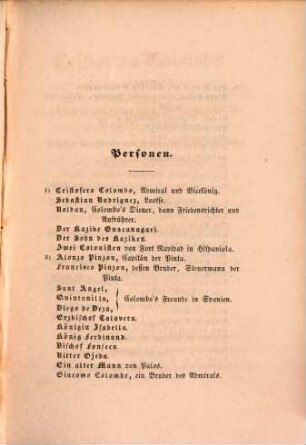 Personen.
1) Cristofero Colombo, Admiral und Vicekönig.
Sebastian Rodriguez, Lootse.
Roldan, Colombo's Diener, dann Friedensrichter und
Aufrührer.
Der Kazike Guacanagari.
Der Sohn des Kaziken.
Zwei Colonisten von Fort Navidad in Hispaniola.
2) Alonzo Pinzon, Capitän der Pinta.
Francisco Pinzon, dessen Bruder, Steuermann der
Pinta.
Sant Angel,
Quintanilla,
Diego de Deza,
Colombo's Freunde in Spanien.
Erzbischof Talavera.
Königin Isabella.
König Ferdinand.
Bischof Fonseca.
Ritter Ojeda.
Ein alter Mann von Palos.
Giacomo Colombo, ein Bruder des Admirals.